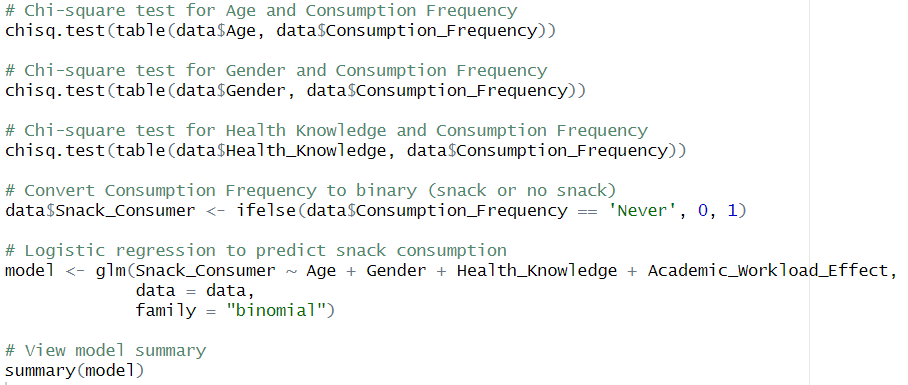 # Chi-square test for Age and Consumption Frequency
chisq.test(table(data$Age, data$Consumption_Frequency))
# Chi-square test for Gender and Consumption Frequency
chisq.test(table(data$Gender, data$Consumption_Frequency))
# Chi-square test for Health Knowledge and Consumption Frequency
chisq.test(table(data$Health_Knowledge, data$Consumption_Frequency))
# Convert Consumption Frequency to binary (snack or no snack)
data$Snack_Consumer <- ifelse(data$Consumption_Frequency == 'Never', 0, 1)
# Logistic regression to predict snack consumption
model <- glm(Snack_Consumer ~ Age + Gender + Health_Knowledge + Academic_Workload_Effect,
data = data,
family = "binomial")
# View model summary
summary(model)